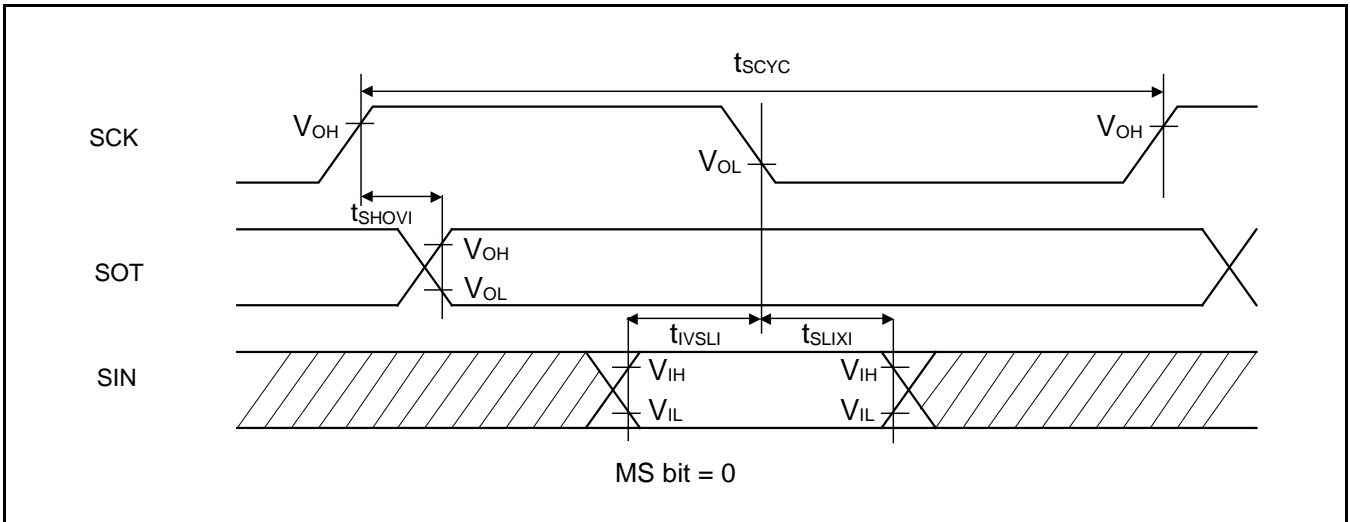 tSCYC
SCK
VOH
VOH
VOL
tSHOVI
SOT
VOH
VOL
tIVSLI
tSLIXI
SIN
VIH
VIH
VIL
VIL
MS bit = 0